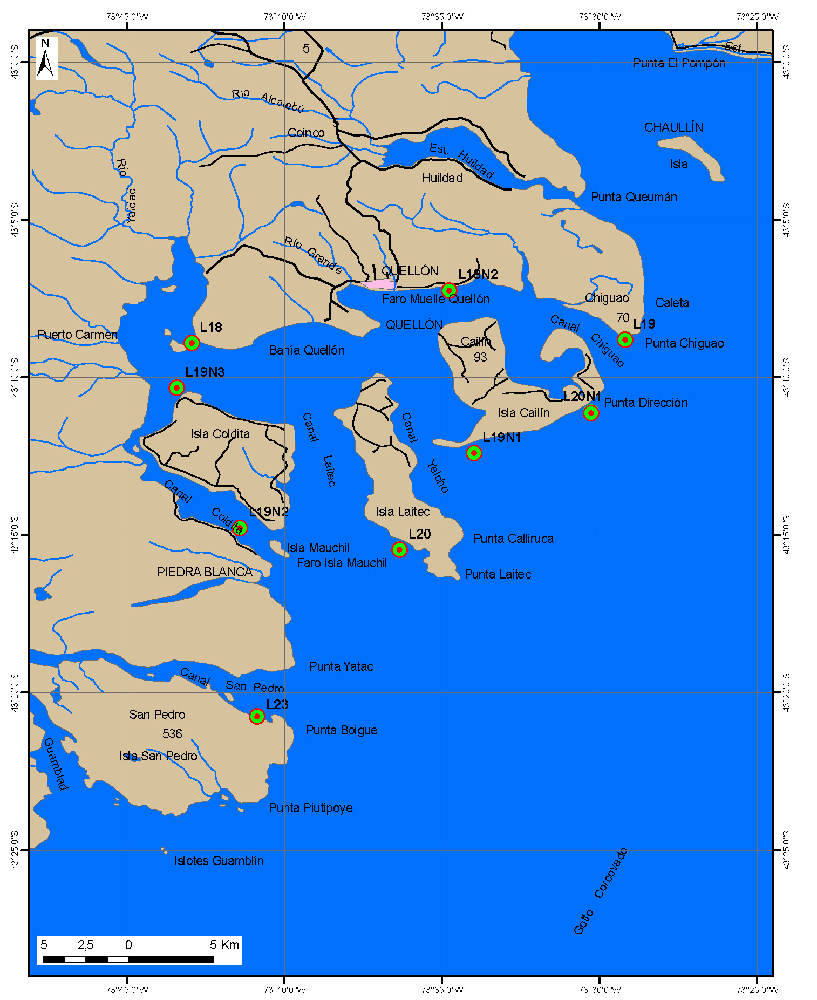 73°45'0"W 73°40'0"W 73°35'0"W 73°30'0"W 73°25'0"W
N
5
Est.
43°0'0"S
43°0'0"S
Punta El Pompón
Río Alcalebú
5
Coinco
CHAULLÍN
Est. Huildad
Isla
Río Yaldad
Huildad
Punta Queumán
43°5'0"S
43°5'0"S
Río Grande
QUELLÓN
L18N2
Faro Muelle Quellón
Chiguao
70
Caleta
L18
QUELLÓN
Canal Chiguao
L19
Puerto Carmen
Bahía Quellón
Cailín
93
Punta Chiguao
L19N3
43°10'0"S
43°10'0"S
L20N1
Punta Dirección
Isla Cailín
Isla Coldita
Canal Laitec
Canal Yelcho
L19N1
Canal Coldita
L19N2
Isla Laitec
L20
Punta Cailiruca
43°15'0"S
43°15'0"S
Isla Mauchil
Faro Isla Mauchil
PIEDRA BLANCA
Punta Laitec
Punta Yatac
Canal San Pedro
43°20'0"S
43°20'0"S
L23
San Pedro
536
Punta Boigue
Isla San Pedro
Guamblad
Punta Piutipoye
43°25'0"S
43°25'0"S
Islotes Guamblín
Golfo Corcovado
5 2,5 0 5 Km
73°45'0"W 73°40'0"W 73°35'0"W 73°30'0"W 73°25'0"W